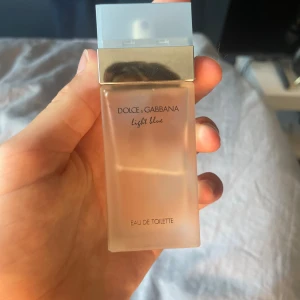 DOLCE & GABBANA
light blue
EAU DE TOILETTE